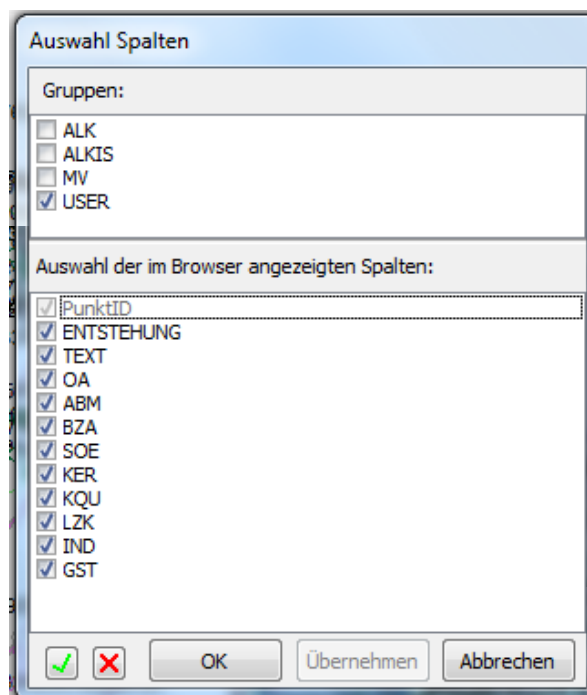 Auswahl Spalten
Gruppen:
ALK
ALKIS
MV
USER
Auswahl der im Browser angezeigten Spalten:
PunktID
ENTSTEHUNG
TEXT
OA
ABM
BZA
SOE
KER
KQU
LZK
IND
GST
OK Übernehmen Abbrechen